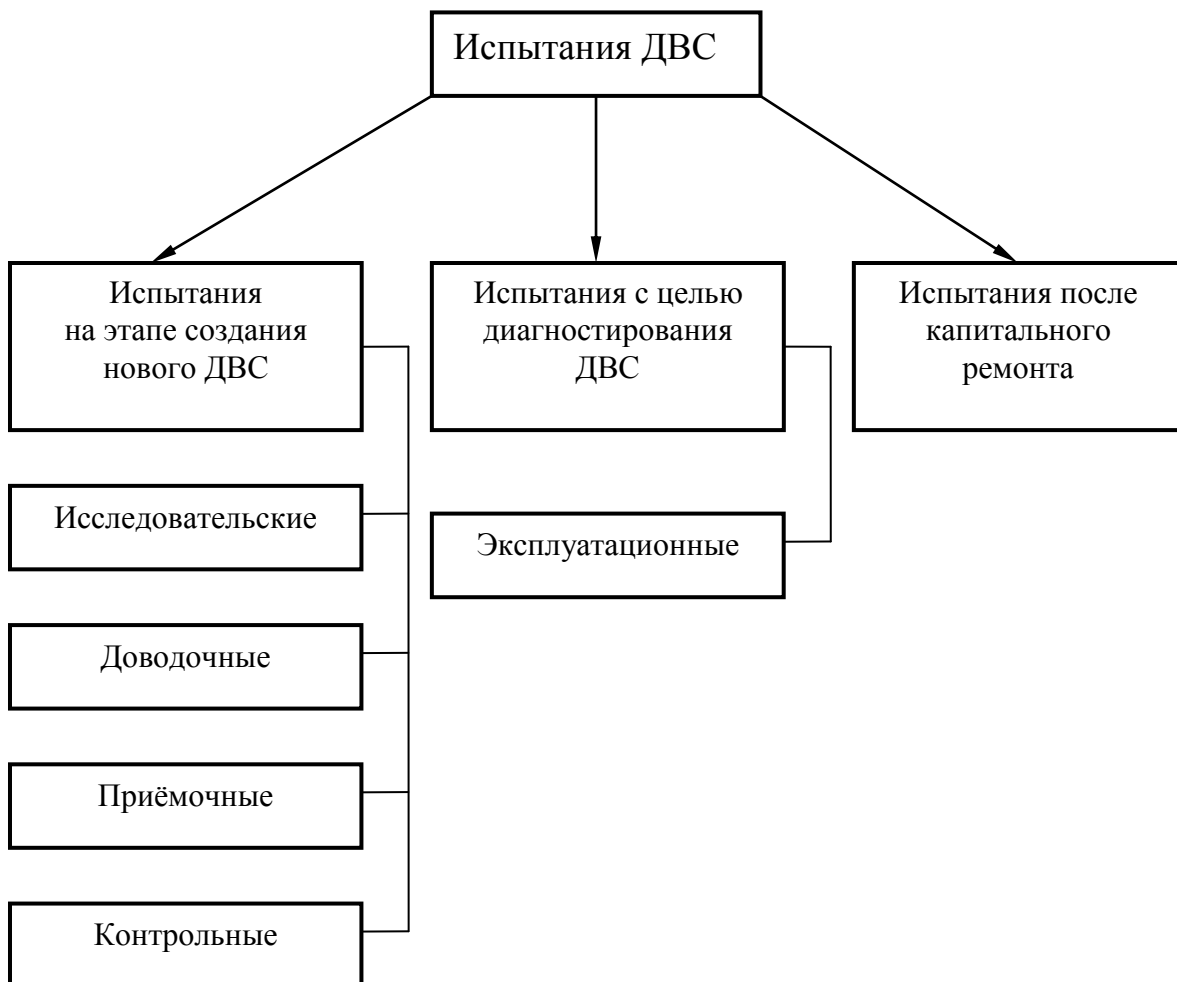 Испытания ДВС
Испытания
на этапе создания
нового ДВС
Испытания с целью
диагностирования
ДВС
Испытания после
капитального
ремонта
Исследовательские
Эксплуатационные
Доводочные
Приёмочные
Контрольные